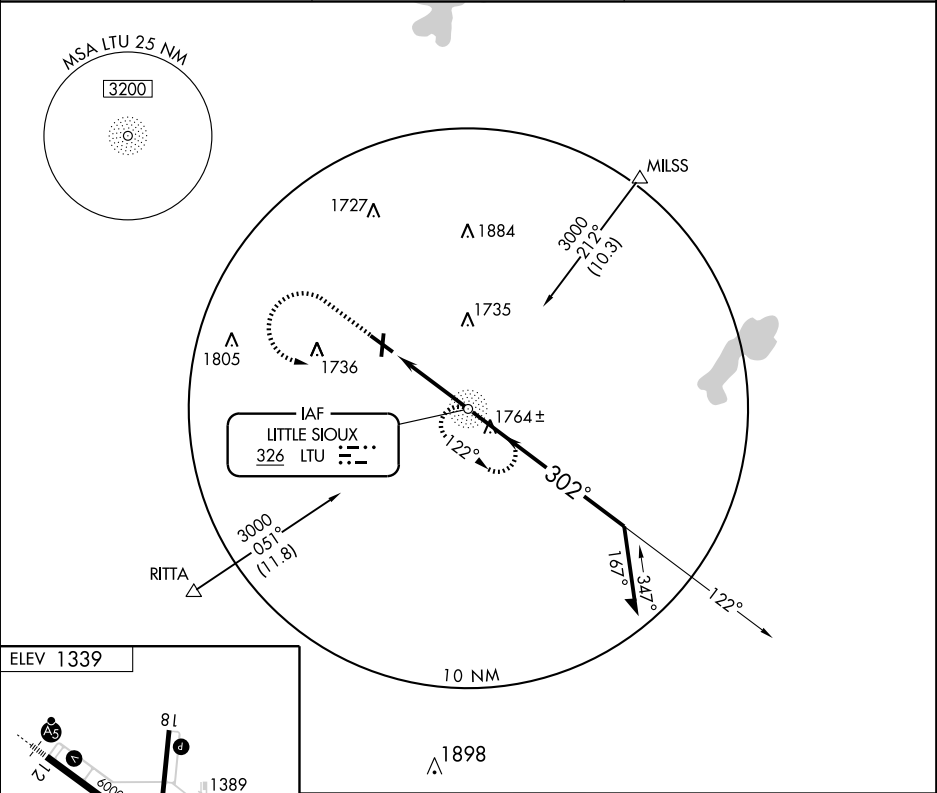 MSA LTU 25 NM
3200
MILSS
3000
212°
(10.3)
1727
1884
1735
1805
1736
IAF
LITTLE SIOUX
326 LTU
1764±
122°
302°
3000
051°
(11.8)
RITTA
167°
347°
122°
10 NM
ELEV 1339
A5
V
12
6000
18
P
1389
1898